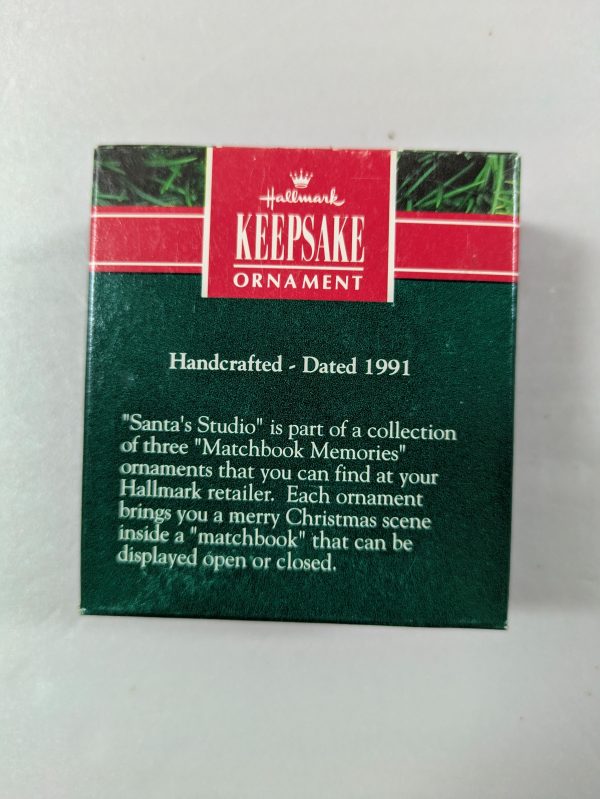 Hallmark
KEEPSAKE
ORNAMENT
Handcrafted - Dated 1991
"Santa's Studio" is part of a collection
of three "Matchbook Memories"
ornaments that you can find at your
Hallmark retailer. Each ornament
brings you a merry Christmas scene
inside a "matchbook" that can be
displayed open or closed.